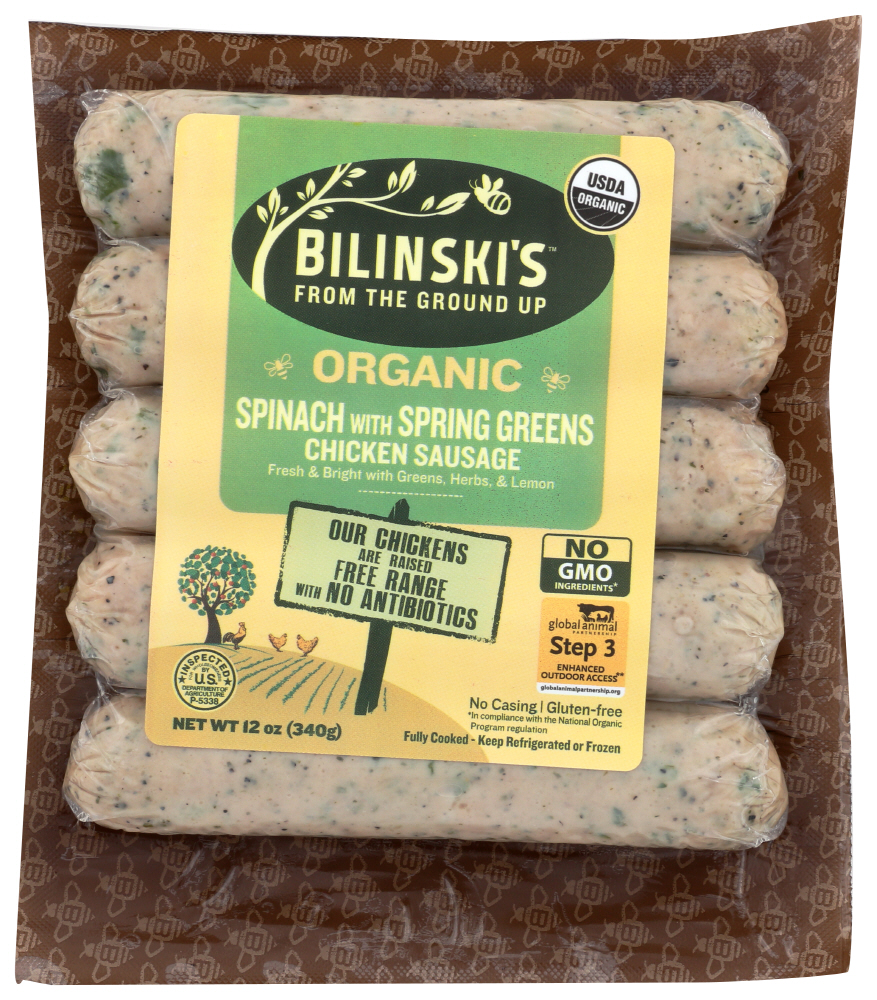 USDA
ORGANIC
BILINSKI'S™
FROM THE GROUND UP
ORGANIC
SPINACH WITH SPRING GREENS
CHICKEN SAUSAGE
Fresh & Bright with Greens, Herbs, & Lemon
OUR CHICKENS
ARE RAISED
FREE RANGE
WITH NO ANTIBIOTICS
NO
GMO
INGREDIENTS*
global animal
PARTNERSHIP
Step 3
ENHANCED
OUTDOOR ACCESS**
globalanimalpartnership.org
INSPECTED
BY
U.S.
DEPARTMENT OF
AGRICULTURE
P-5338
No Casing | Gluten-free
*In compliance with the National Organic
Program regulation
NET WT 12 oz (340g)
Fully Cooked - Keep Refrigerated or Frozen